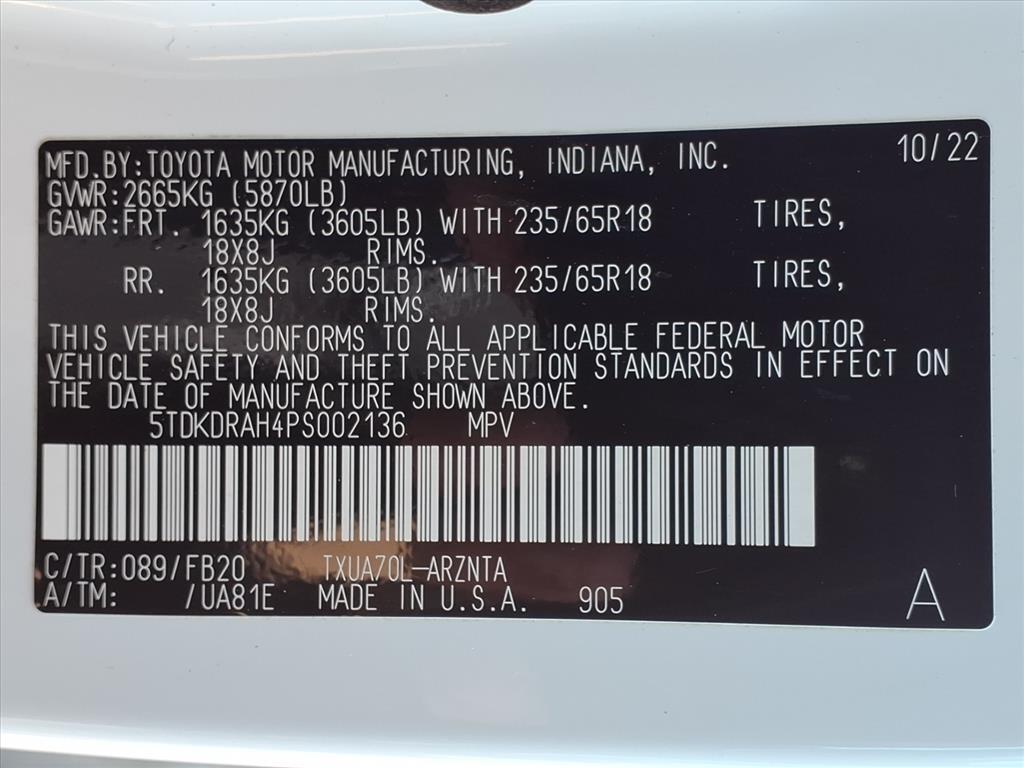 MFD.BY:TOYOTA MOTOR MANUFACTURING, INDIANA, INC. 10/22
GVWR:2665KG (5870LB)
GAWR:FRT. 1635KG (3605LB) WITH 235/65R18 TIRES,
18X8J RIMS.
RR. 1635KG (3605LB) WITH 235/65R18 TIRES,
18X8J RIMS.
THIS VEHICLE CONFORMS TO ALL APPLICABLE FEDERAL MOTOR
VEHICLE SAFETY AND THEFT PREVENTION STANDARDS IN EFFECT ON
THE DATE OF MANUFACTURE SHOWN ABOVE.
5TDKDRAH4PS002136 MPV
C/TR:089/FB20 TXUA70L-ARZNTA
A/TM: /UA81E MADE IN U.S.A. 905 A